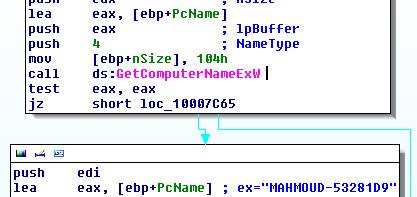 lea eax, [ebp+PcName]
push eax ; lpBuffer
push 4 ; NameType
mov [ebp+nSize], 104h
call ds:GetComputerNameExW
test eax, eax
jz short loc_10007C65
push edi
lea eax, [ebp+PcName] ; ex="MAHMOUD-53281D9"